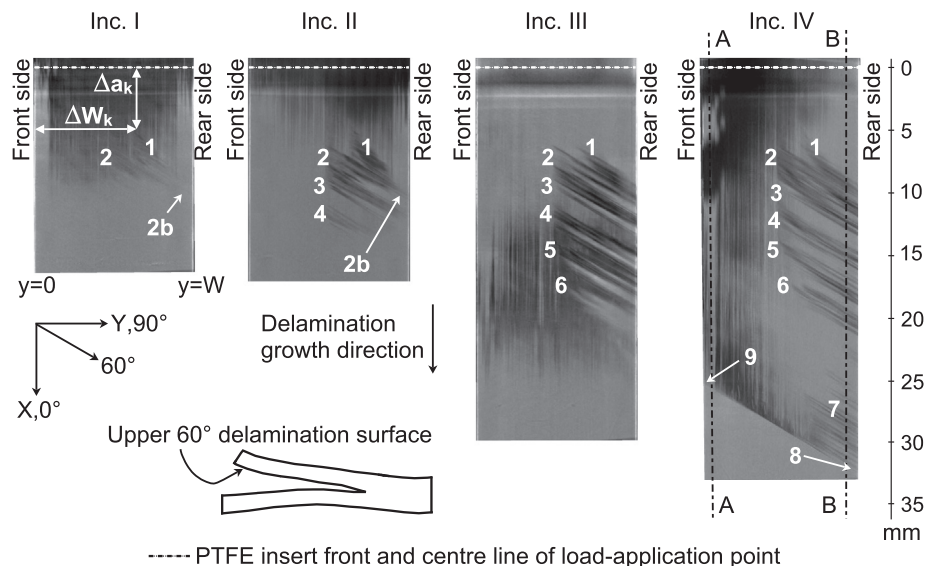 Inc. I
Inc. II
Inc. III
Inc. IV
A
B
Front side
Rear side
Δaₖ
ΔWₖ
1
2
2b
y=0
y=W
Front side
Rear side
1
2
3
4
2b
Front side
Rear side
1
2
3
4
5
6
Front side
Rear side
1
2
3
4
5
6
9
7
8
A
B
0
5
10
15
20
25
30
35
mm
Y,90°
60°
X,0°
Delamination
growth direction
Upper 60° delamination surface
PTFE insert front and centre line of load-application point